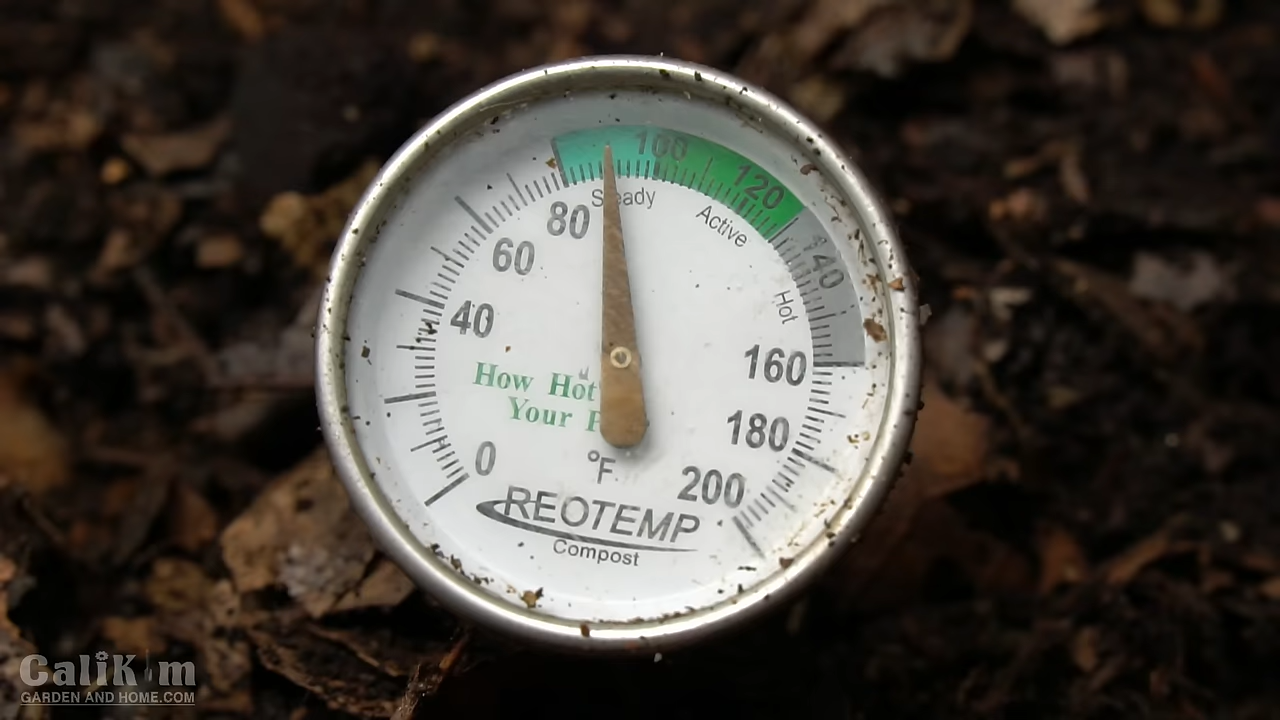 100
120
140
160
180
200
80
60
40
0
Steady
Active
Hot
How Hot
Your
°F
REOTEMP
Compost
CaliKim
GARDEN AND HOME.COM